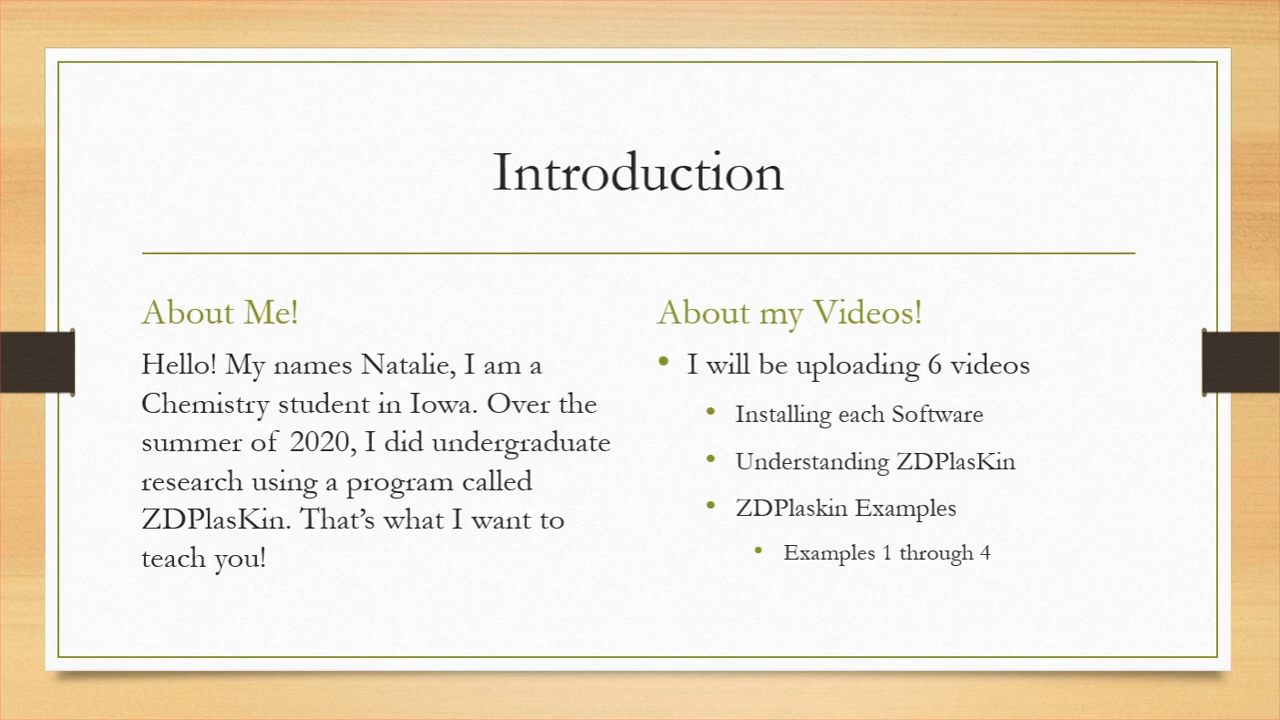 Introduction
About Me!
Hello! My names Natalie, I am a
Chemistry student in Iowa. Over the
summer of 2020, I did undergraduate
research using a program called
ZDPlasKin. That’s what I want to
teach you!
About my Videos!
• I will be uploading 6 videos
• Installing each Software
• Understanding ZDPlasKin
• ZDPlaskin Examples
• Examples 1 through 4